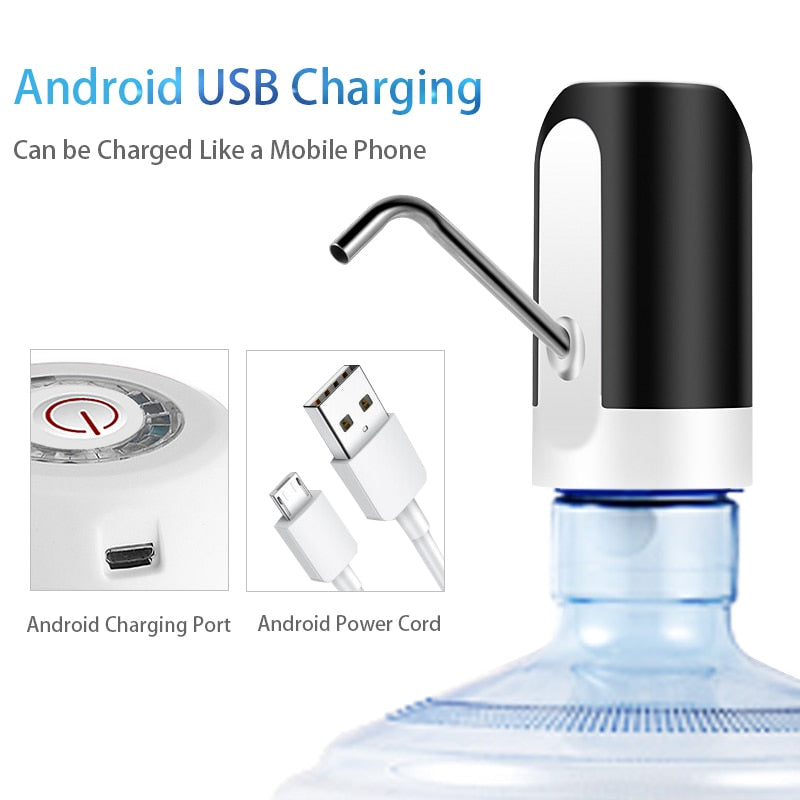 Android USB Charging
Can be Charged Like a Mobile Phone
Android Charging Port
Android Power Cord